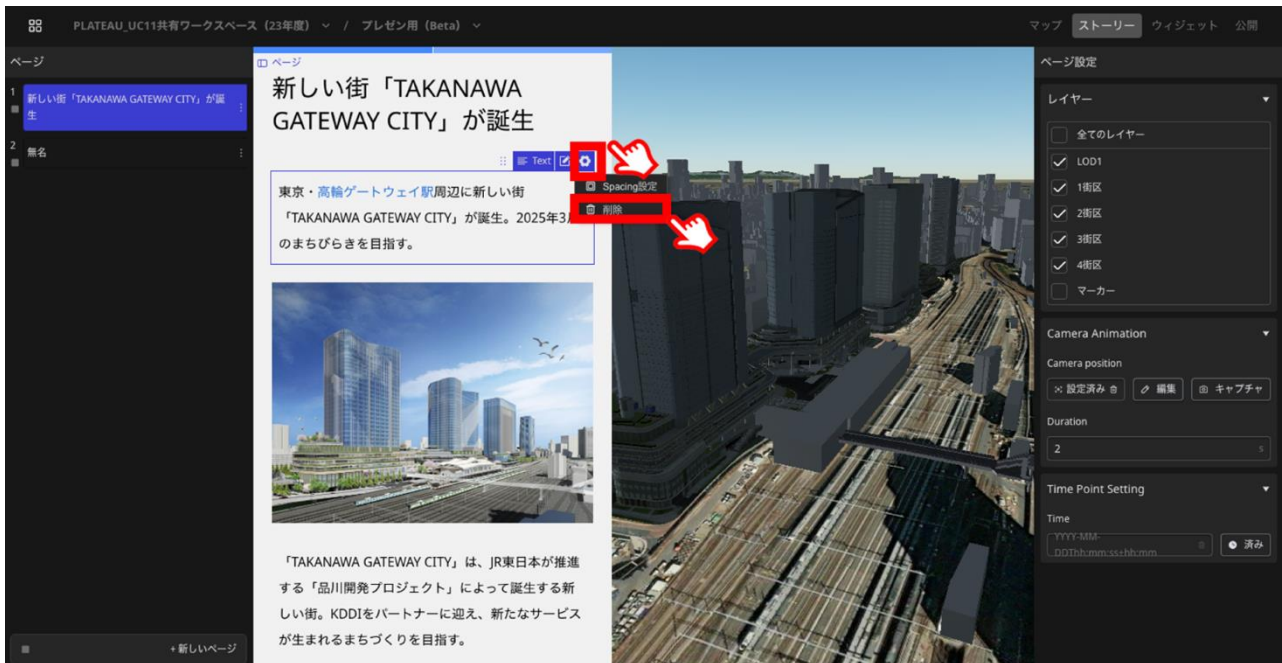 PLATEAU_UC11共有ワークスペース（23年度） / プレゼン用（Beta）
マップ ストーリー ウィジェット 公開
ページ
1 新しい街「TAKANAWA GATEWAY CITY」が誕
生
2 無名
+ 新しいページ
ページ
新しい街「TAKANAWA
GATEWAY CITY」が誕生
Text
Spacing設定
削除
東京・高輪ゲートウェイ駅周辺に新しい街
「TAKANAWA GATEWAY CITY」が誕生。2025年3月
のまちびらきを目指す。
「TAKANAWA GATEWAY CITY」は、JR東日本が推進
する「品川開発プロジェクト」によって誕生する新
しい街。KDDIをパートナーに迎え、新たなサービス
が生まれるまちづくりを目指す。
ページ設定
レイヤー
全てのレイヤー
LOD1
1街区
2街区
3街区
4街区
マーカー
Camera Animation
Camera position
設定済み 編集 キャプチャ
Duration
2 s
Time Point Setting
Time
YYYY-MM-
DDThh:mm:ss±hh:mm
済み